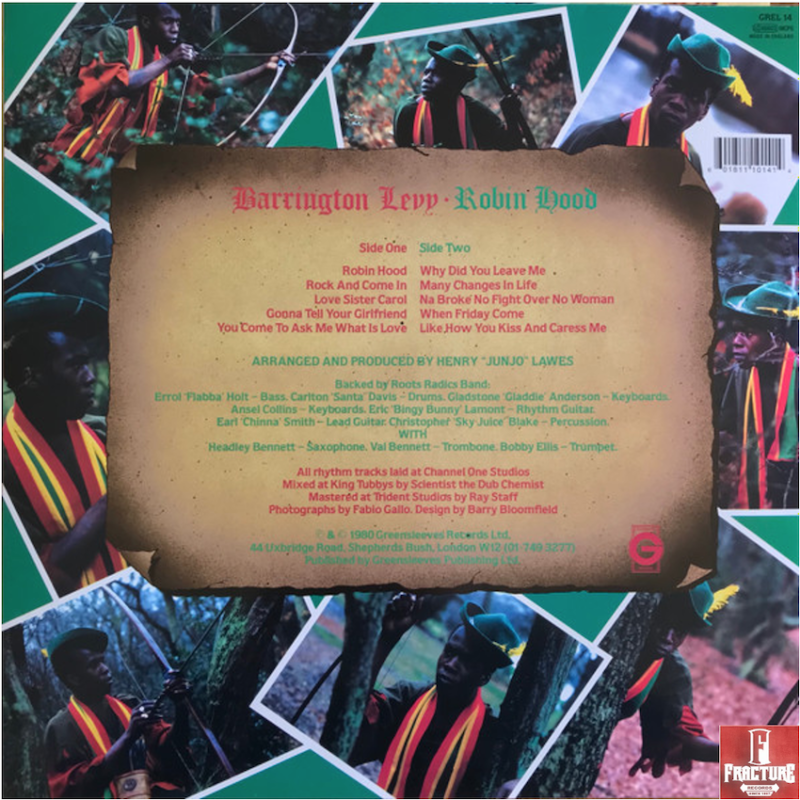 GREL 14
MADE IN ENGLAND
Barrington Levy · Robin Hood
Side One Side Two
Robin Hood Why Did You Leave Me
Rock And Come In Many Changes In Life
Love Sister Carol Na Broke No Fight Over No Woman
Gonna Tell Your Girlfriend When Friday Come
You Come To Ask Me What Is Love Like How You Kiss And Caress Me
ARRANGED AND PRODUCED BY HENRY "JUNJO" LAWES
Backed by Roots Radics Band:
Errol 'Flabba' Holt – Bass. Carlton 'Santa' Davis – Drums. Gladstone 'Gladdie' Anderson – Keyboards.
Ansel Collins – Keyboards. Eric 'Bingy Bunny' Lamont – Rhythm Guitar.
Earl 'Chinna' Smith – Lead Guitar. Christopher 'Sky Juice' Blake – Percussion.
WITH
Headley Bennett – Saxophone. Val Bennett – Trombone. Bobby Ellis – Trumpet.
All rhythm tracks laid at Channel One Studios
Mixed at King Tubbys by Scientist the Dub Chemist
Mastered at Trident Studios by Ray Staff
Photographs by Fabio Gallo. Design by Barry Bloomfield
℗ & © 1980 Greensleeves Records Ltd.
44 Uxbridge Road, Shepherds Bush, London W12 (01-749 3277)
Published by Greensleeves Publishing Ltd.
G
F
FRACTURE
RECORDS